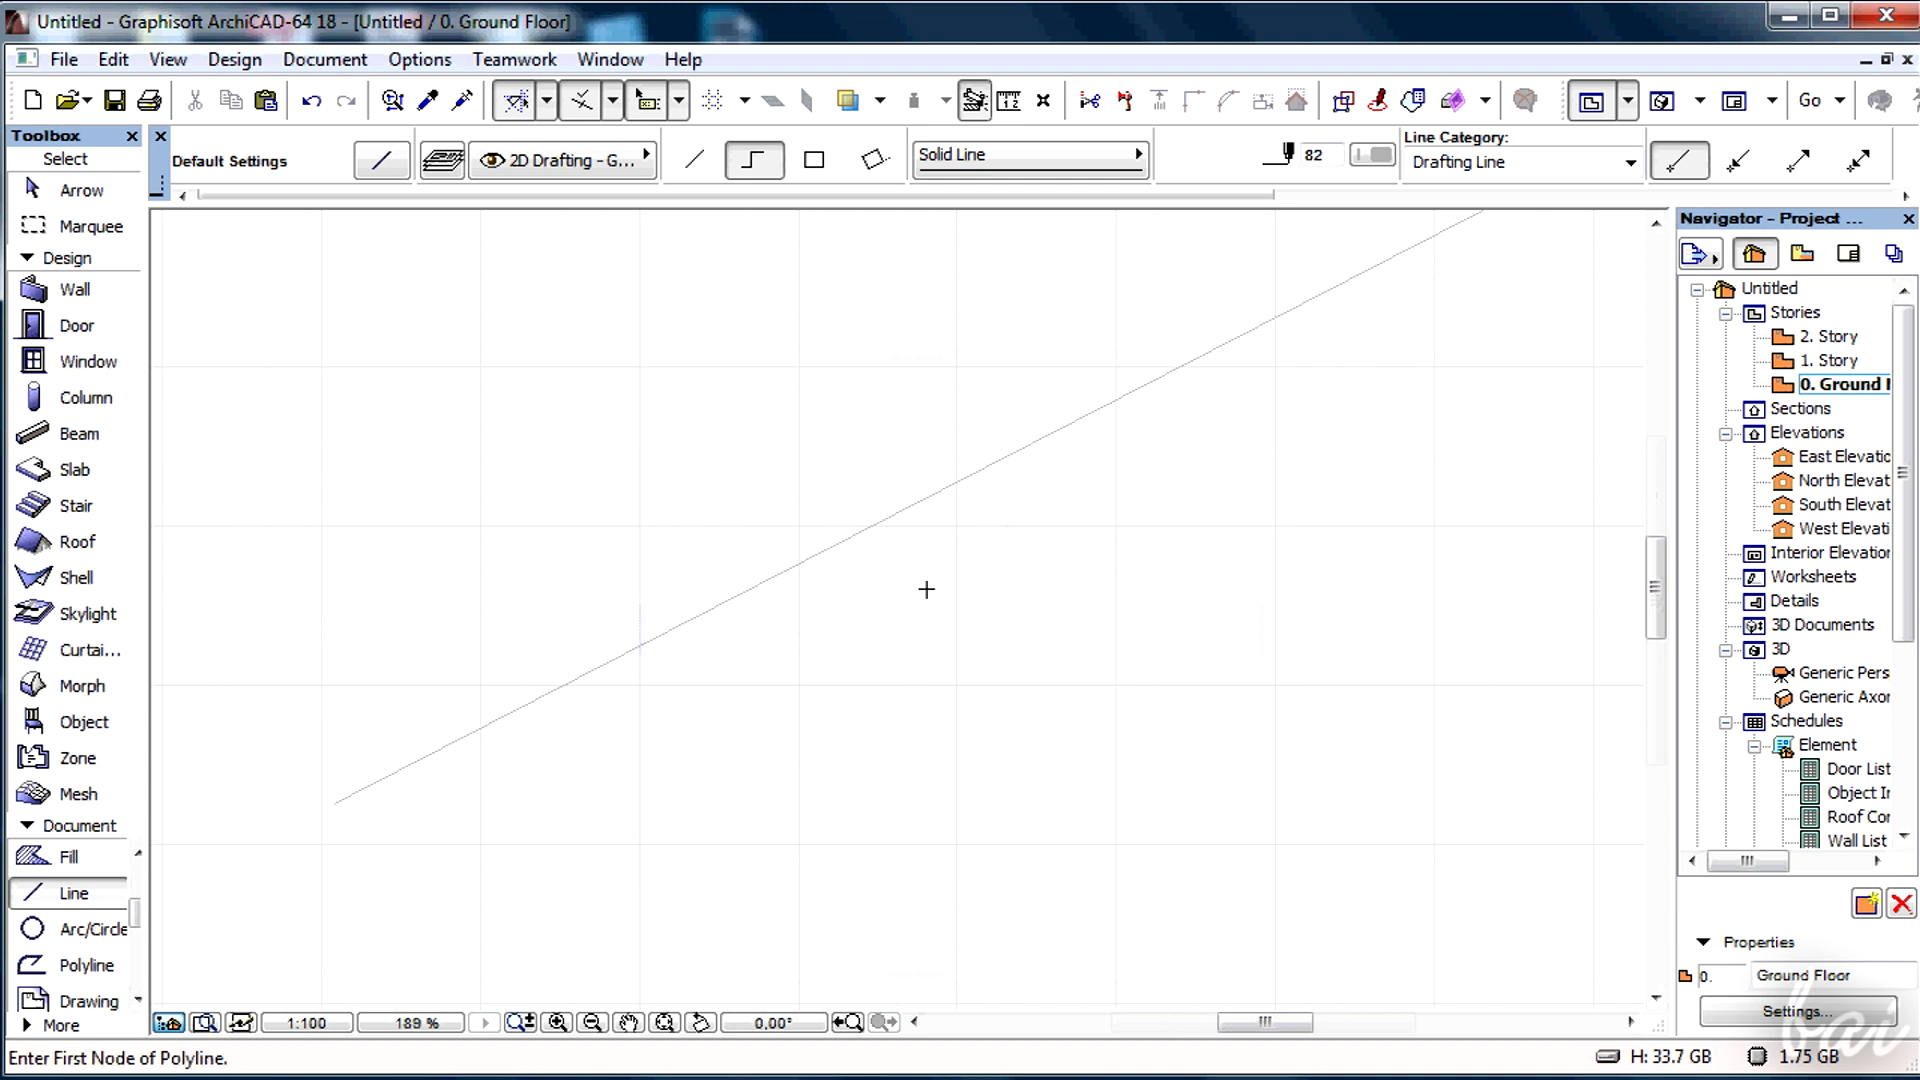 Untitled - Graphisoft ArchiCAD-64 18 - [Untitled / 0. Ground Floor]
File Edit View Design Document Options Teamwork Window Help
Go
Toolbox
Select
Arrow
Marquee
Design
Wall
Door
Window
Column
Beam
Slab
Stair
Roof
Shell
Skylight
Curtai...
Morph
Object
Zone
Mesh
Document
Fill
Line
Arc/Circle
Polyline
Drawing
More
Default Settings
2D Drafting - G...
Solid Line
82
Line Category:
Drafting Line
Navigator - Project ...
Untitled
Stories
2. Story
1. Story
0. Ground F
Sections
Elevations
East Elevatio
North Elevat
South Elevat
West Elevati
Interior Elevation
Worksheets
Details
3D Documents
3D
Generic Pers
Generic Axor
Schedules
Element
Door List
Object Ir
Roof Cor
Wall List
Properties
0. Ground Floor
Settings...
1:100 189 % 0.00°
Enter First Node of Polyline.
H: 33.7 GB 1.75 GB
bai